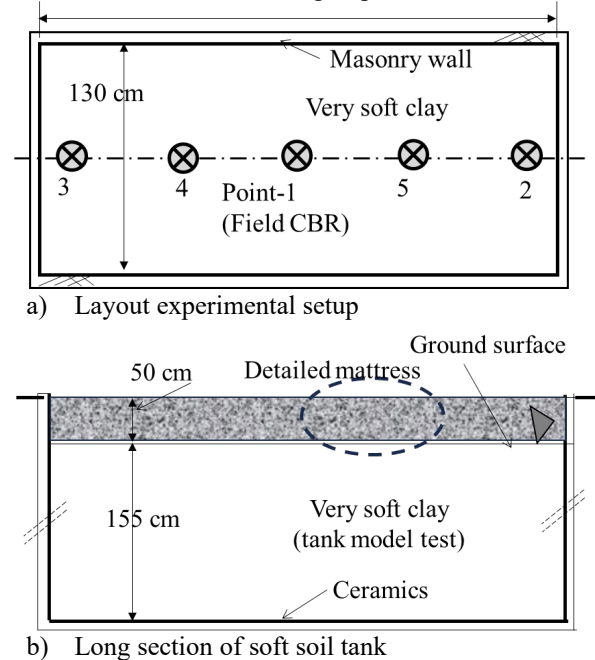 Masonry wall
130 cm
Very soft clay
3
4
Point-1
(Field CBR)
5
2
a) Layout experimental setup
Ground surface
50 cm
Detailed mattress
155 cm
Very soft clay
(tank model test)
Ceramics
b) Long section of soft soil tank